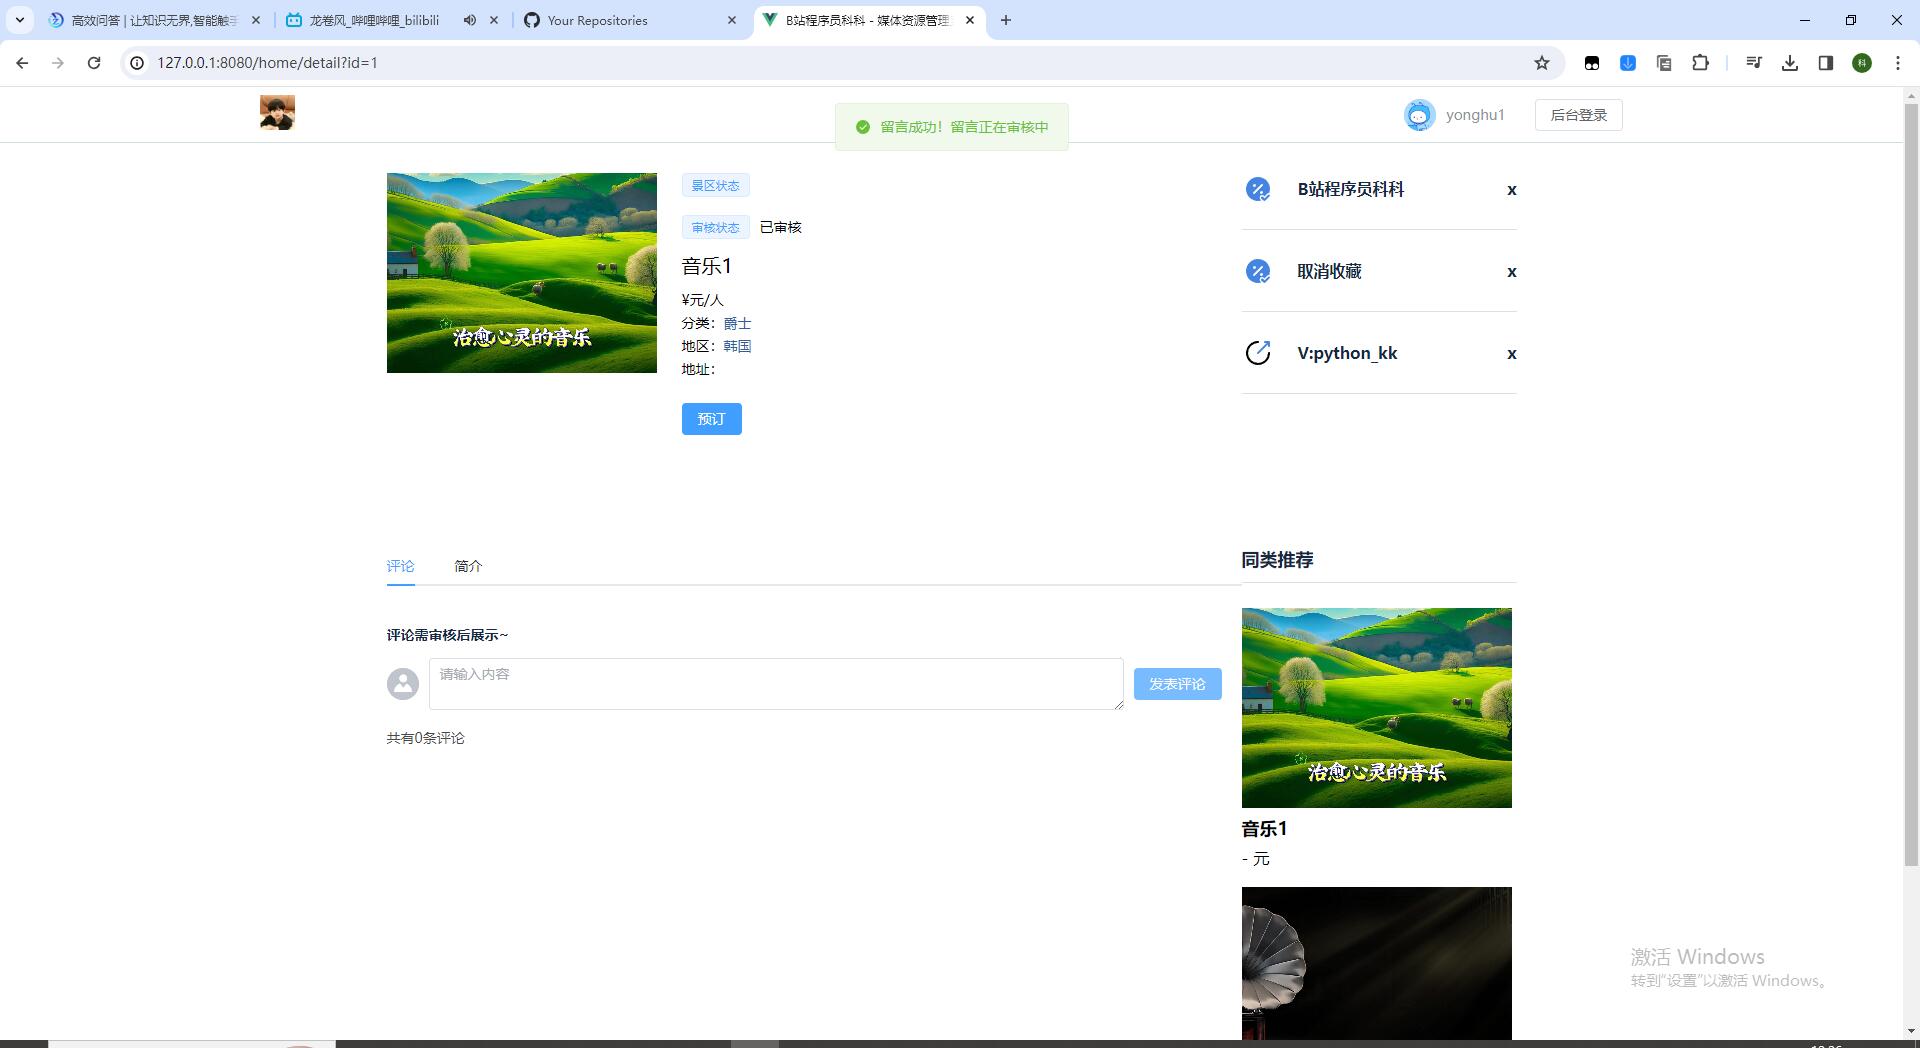 高效问答 | 让知识无界,智能触手
龙卷风_哔哩哔哩_bilibili
Your Repositories
B站程序员科科 - 媒体资源管理
127.0.0.1:8080/home/detail?id=1
科
留言成功！留言正在审核中
yonghu1
后台登录
景区状态
审核状态 已审核
音乐1
¥元/人
分类：爵士
地区：韩国
地址：
预订
治愈心灵的音乐
B站程序员科科 x
取消收藏 x
V:python_kk x
评论 简介
评论需审核后展示~
请输入内容
发表评论
共有0条评论
同类推荐
治愈心灵的音乐
音乐1
- 元
激活 Windows
转到"设置"以激活 Windows。